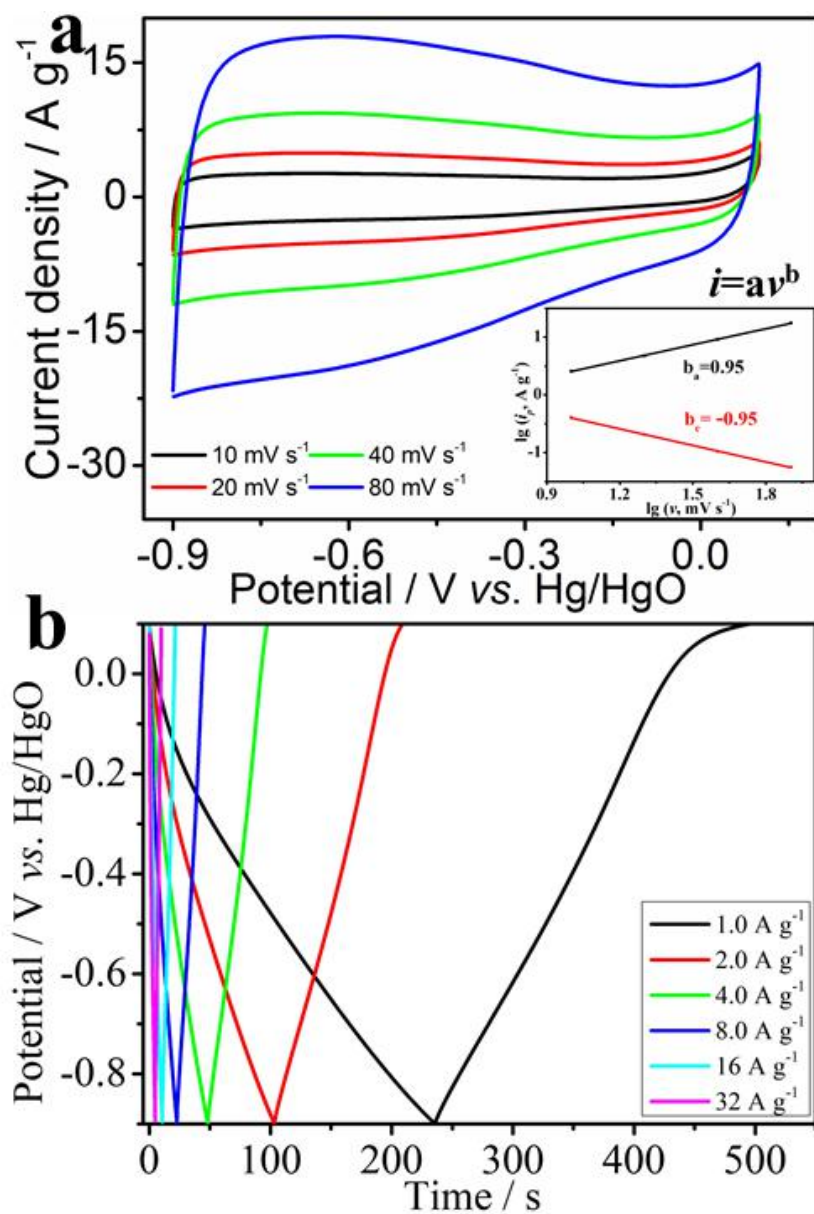 a
Current density / A g⁻¹
15
0
-15
-30
i=aνᵇ
lg (iₚ, A g⁻¹)
1
0
-1
bₐ=0.95
b꜀= -0.95
0.9 1.2 1.5 1.8
lg (ν, mV s⁻¹)
10 mV s⁻¹ 40 mV s⁻¹
20 mV s⁻¹ 80 mV s⁻¹
-0.9 -0.6 -0.3 0.0
Potential / V vs. Hg/HgO
b
Potential / V vs. Hg/HgO
0.0
-0.2
-0.4
-0.6
-0.8
1.0 A g⁻¹
2.0 A g⁻¹
4.0 A g⁻¹
8.0 A g⁻¹
16 A g⁻¹
32 A g⁻¹
0 100 200 300 400 500
Time / s